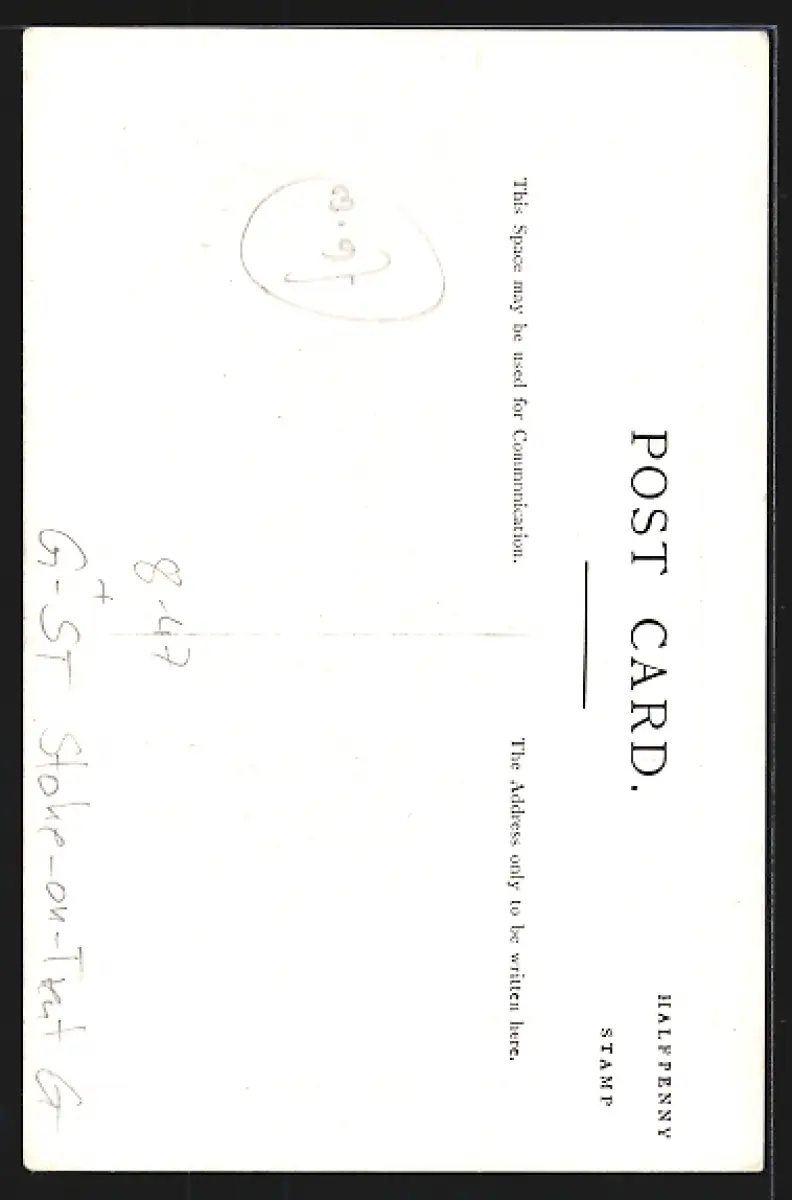 POST CARD.
HALFPENNY
STAMP
This Space may be used for Communication.
The Address only to be written here.
8-47
G-ST Stoke-on-Trent G